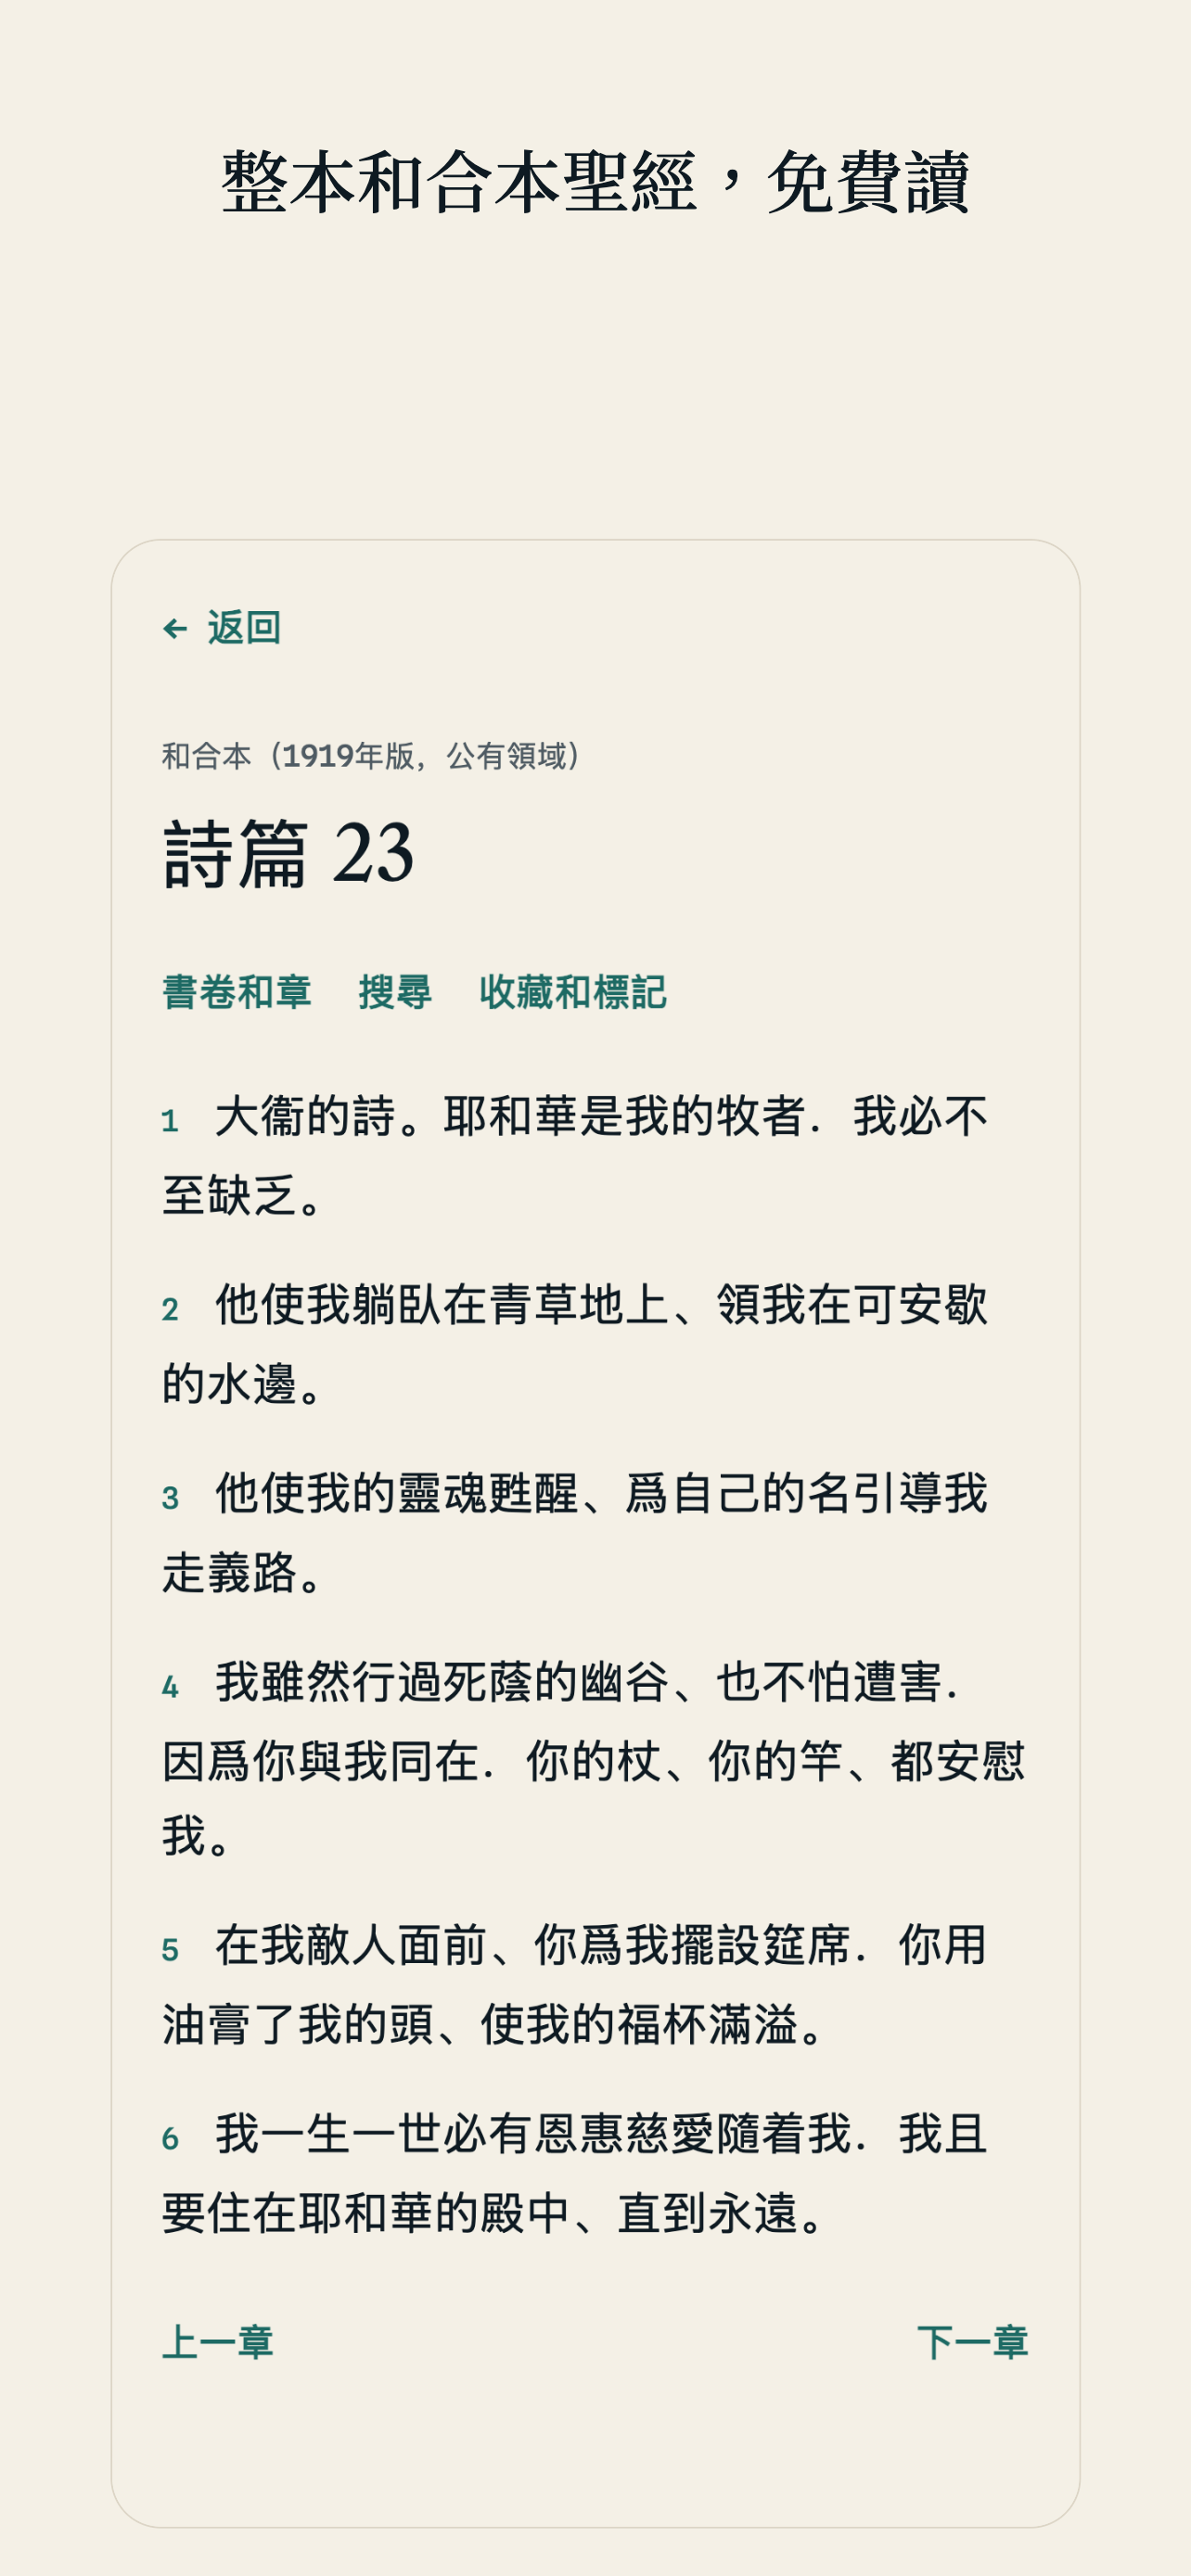 整本和合本聖經，免費讀
← 返回
和合本（1919年版，公有領域）
詩篇 23
書卷和章 搜尋 收藏和標記
1 大衞的詩。耶和華是我的牧者．我必不
至缺乏。
2 他使我躺臥在青草地上、領我在可安歇
的水邊。
3 他使我的靈魂甦醒、爲自己的名引導我
走義路。
4 我雖然行過死蔭的幽谷、也不怕遭害．
因爲你與我同在．你的杖、你的竿、都安慰
我。
5 在我敵人面前、你爲我擺設筵席．你用
油膏了我的頭、使我的福杯滿溢。
6 我一生一世必有恩惠慈愛隨着我．我且
要住在耶和華的殿中、直到永遠。
上一章 下一章